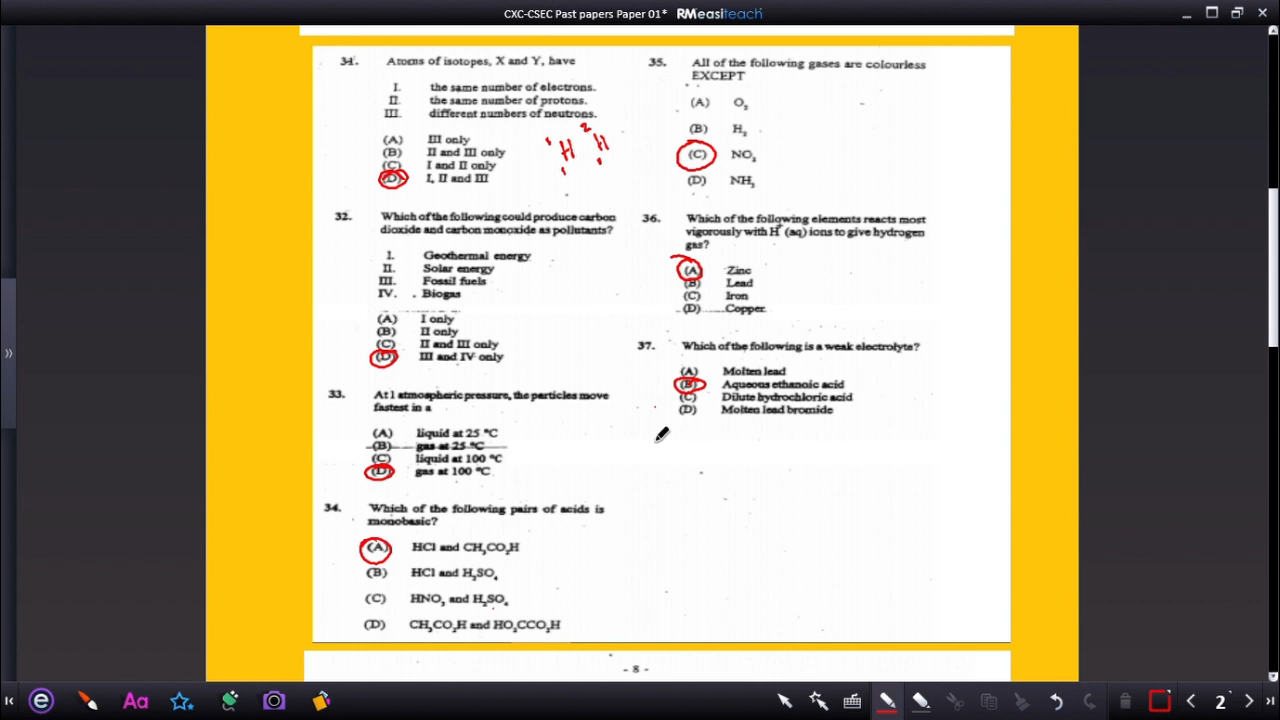 CXC-CSEC Past papers Paper 01* RMeasiteach
31. Atoms of isotopes, X and Y, have
I. the same number of electrons.
II. the same number of protons.
III. different numbers of neutrons.
(A) III only
(B) II and III only
(C) I and II only
(D) I, II and III
1 H 1 2 H 1
32. Which of the following could produce carbon
dioxide and carbon monoxide as pollutants?
I. Geothermal energy
II. Solar energy
III. Fossil fuels
IV. Biogas
(A) I only
(B) II only
(C) II and III only
(D) III and IV only
33. At 1 atmospheric pressure, the particles move
fastest in a
(A) liquid at 25 °C
(B) gas at 25 °C
(C) liquid at 100 °C
(D) gas at 100 °C
34. Which of the following pairs of acids is
monobasic?
(A) HCl and CH₃CO₂H
(B) HCl and H₂SO₄
(C) HNO₃ and H₂SO₄
(D) CH₃CO₂H and HO₂CCO₂H
35. All of the following gases are colourless
EXCEPT
(A) O₂
(B) H₂
(C) NO₂
(D) NH₃
36. Which of the following elements reacts most
vigorously with H⁺ (aq) ions to give hydrogen
gas?
(A) Zinc
(B) Lead
(C) Iron
(D) Copper
37. Which of the following is a weak electrolyte?
(A) Molten lead
(B) Aqueous ethanoic acid
(C) Dilute hydrochloric acid
(D) Molten lead bromide
- 8 -
e Aa 2